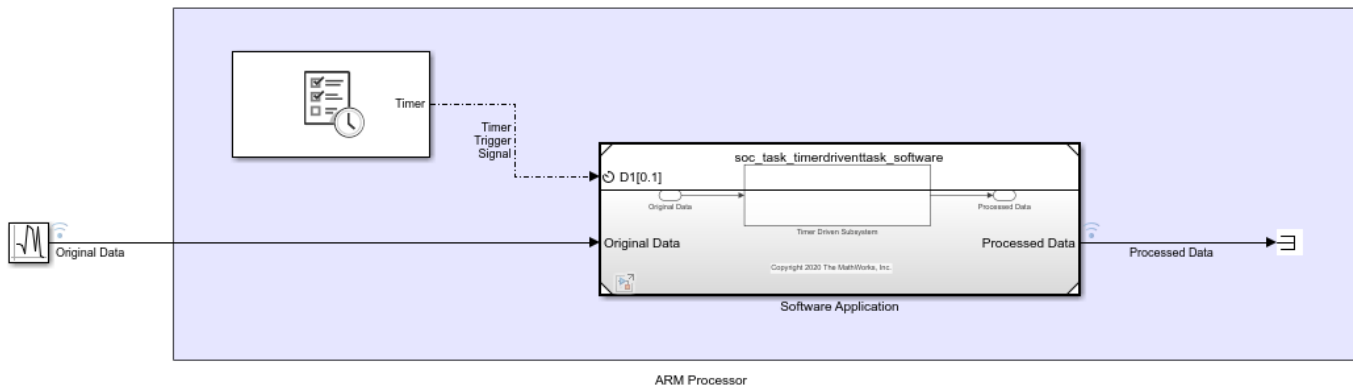 Timer
Timer
Trigger
Signal
soc_task_timerdriventtask_software
D1[0.1]
Original Data
Processed Data
Timer Driven Subsystem
Original Data
Original Data
Processed Data
Processed Data
Copyright 2020 The MathWorks, Inc.
Software Application
ARM Processor